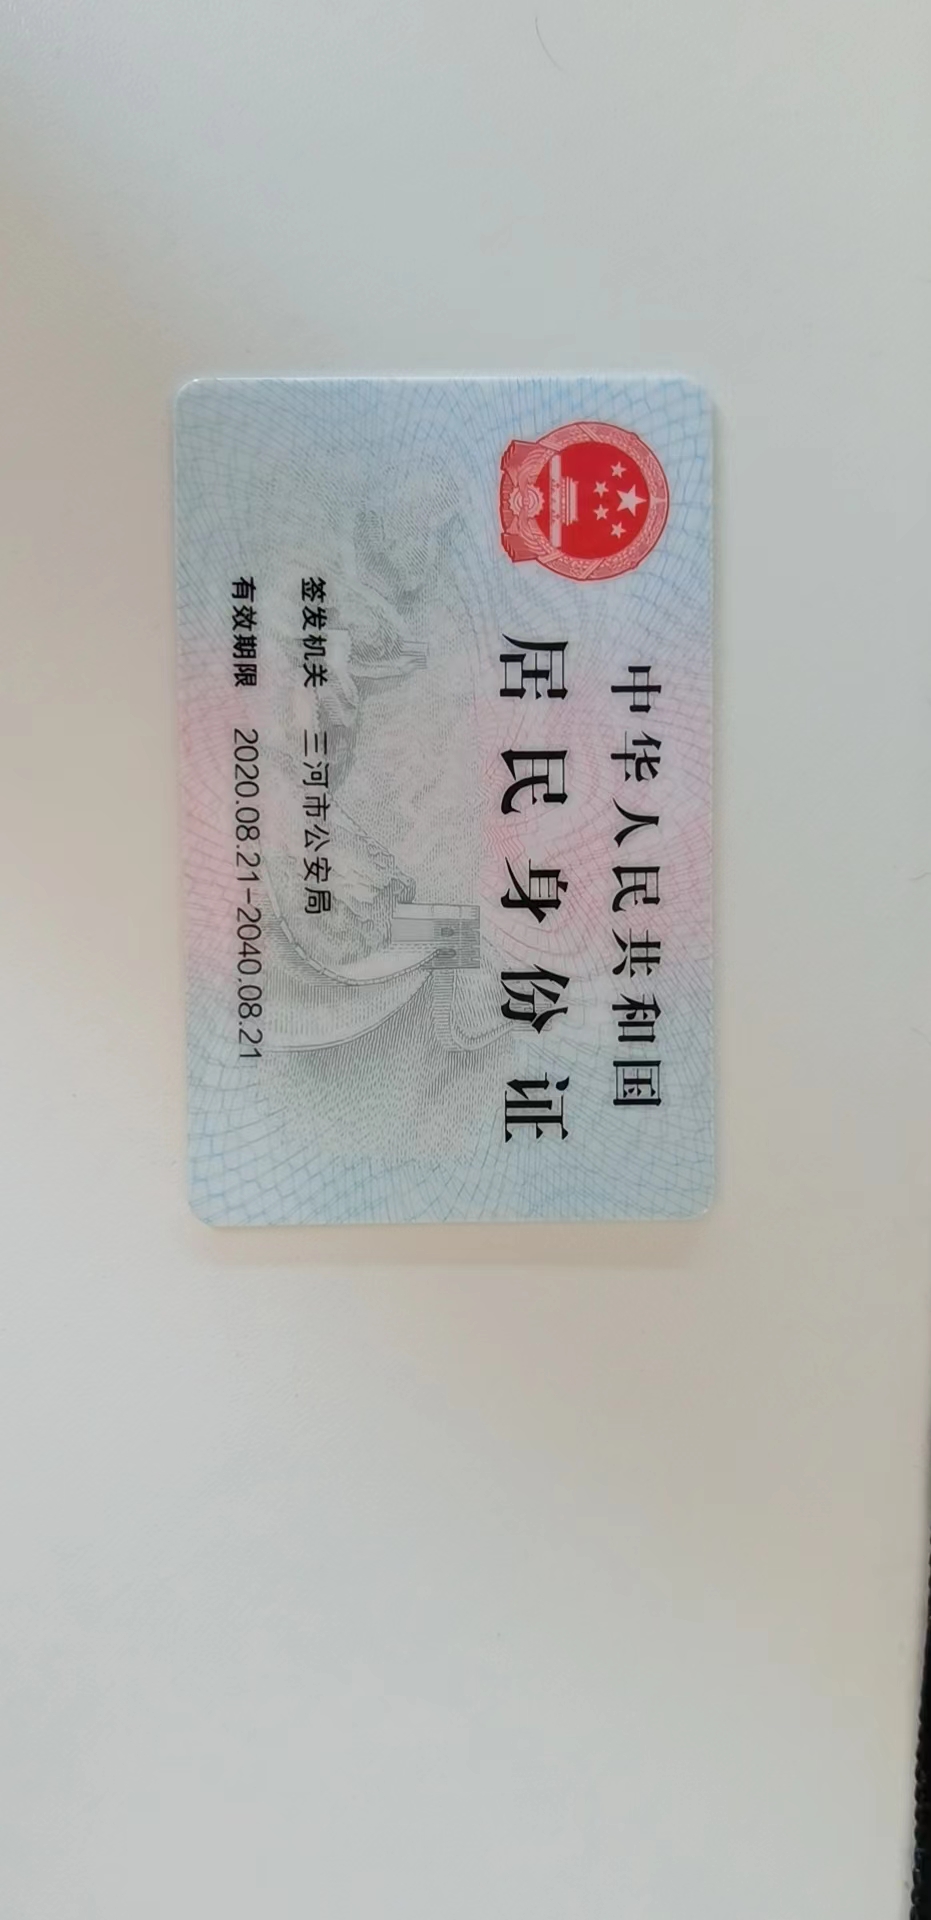 中华人民共和国
居民身份证
签发机关 三河市公安局
有效期限 2020.08.21-2040.08.21